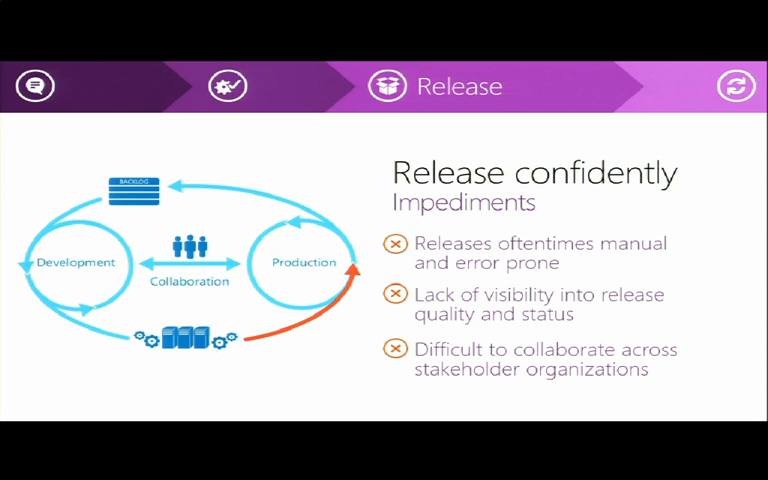 Release
Release confidently
Impediments
BACKLOG
Development
Collaboration
Production
Releases oftentimes manual
and error prone
Lack of visibility into release
quality and status
Difficult to collaborate across
stakeholder organizations